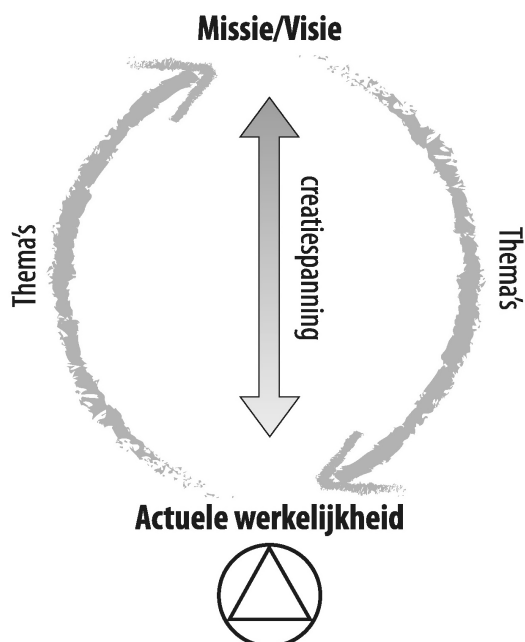 Missie/Visie
Thema's
creatiespanning
Thema's
Actuele werkelijkheid